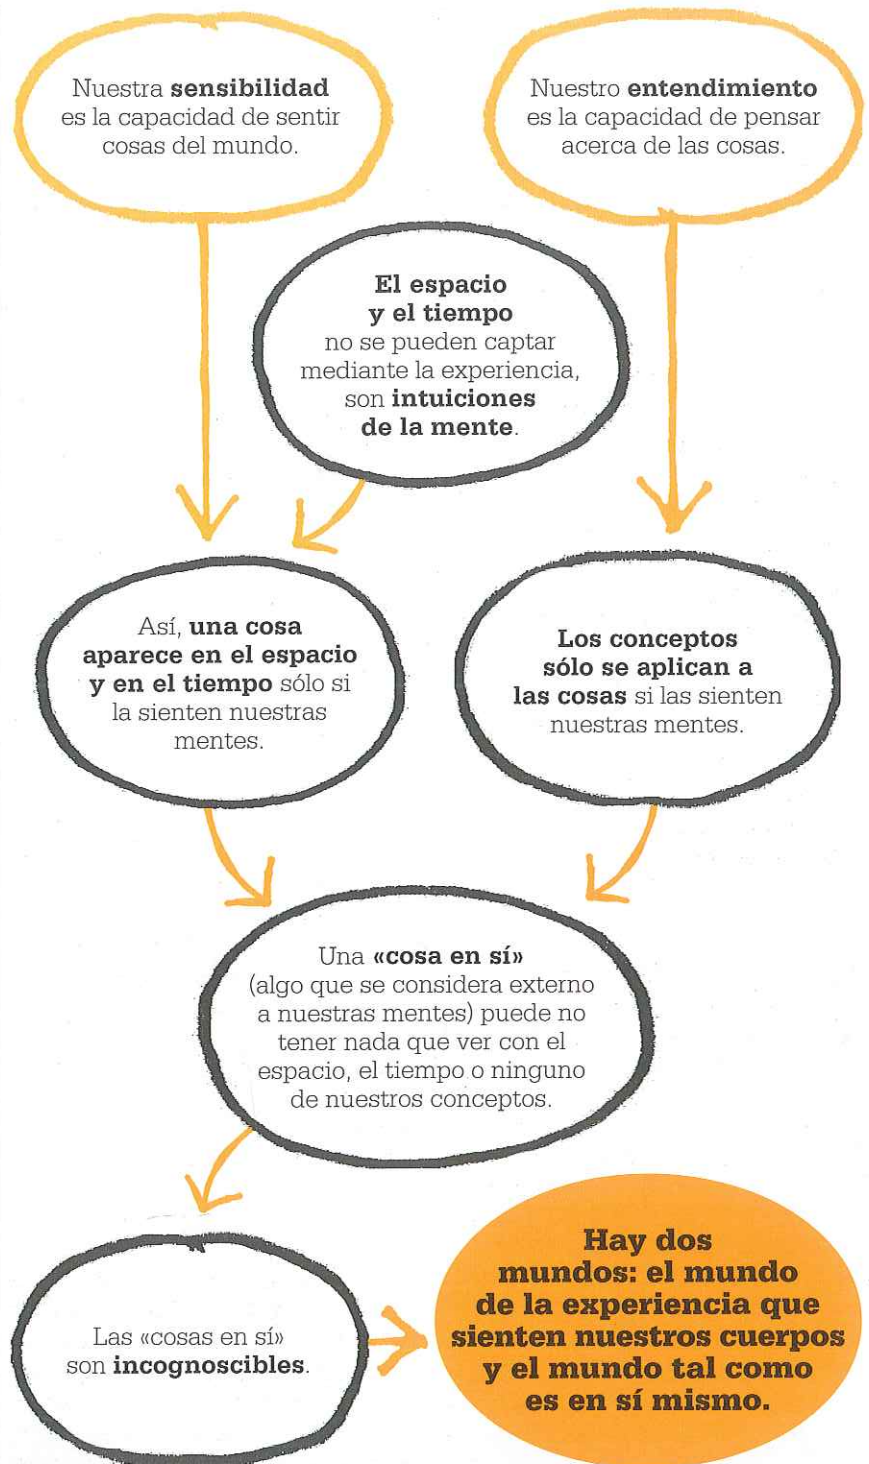 Nuestra sensibilidad
es la capacidad de sentir
cosas del mundo.
Nuestro entendimiento
es la capacidad de pensar
acerca de las cosas.
El espacio
y el tiempo
no se pueden captar
mediante la experiencia,
son intuiciones
de la mente.
Así, una cosa
aparece en el espacio
y en el tiempo sólo si
la sienten nuestras
mentes.
Los conceptos
sólo se aplican a
las cosas si las sienten
nuestras mentes.
Una «cosa en sí»
(algo que se considera externo
a nuestras mentes) puede no
tener nada que ver con el
espacio, el tiempo o ninguno
de nuestros conceptos.
Las «cosas en sí»
son incognoscibles.
Hay dos
mundos: el mundo
de la experiencia que
sienten nuestros cuerpos
y el mundo tal como
es en sí mismo.